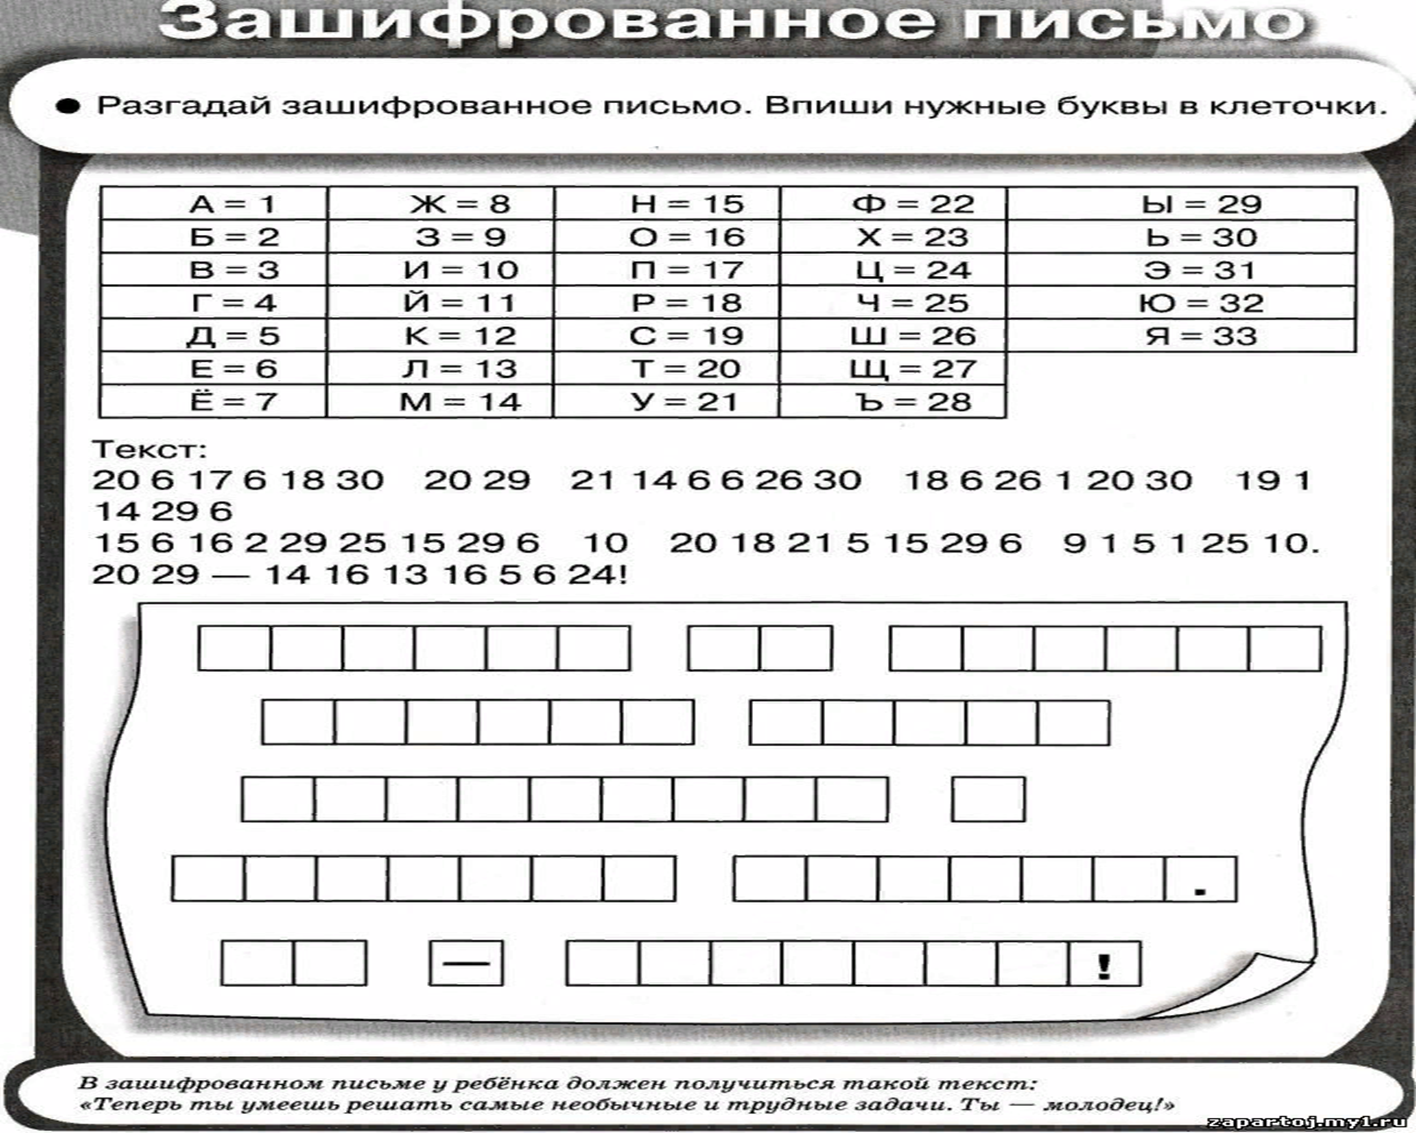 Зашифрованное письмо
● Разгадай зашифрованное письмо. Впиши нужные буквы в клеточки.
А = 1 Ж = 8 Н = 15 Ф = 22 Ы = 29
Б = 2 З = 9 О = 16 Х = 23 Ь = 30
В = 3 И = 10 П = 17 Ц = 24 Э = 31
Г = 4 Й = 11 Р = 18 Ч = 25 Ю = 32
Д = 5 К = 12 С = 19 Ш = 26 Я = 33
Е = 6 Л = 13 Т = 20 Щ = 27
Ё = 7 М = 14 У = 21 Ъ = 28
Текст:
20 6 17 6 18 30 20 29 21 14 6 6 26 30 18 6 26 1 20 30 19 1
14 29 6
15 6 16 2 29 25 15 29 6 10 20 18 21 5 15 29 6 9 1 5 1 25 10.
20 29 — 14 16 13 16 5 6 24!
.
— !
В зашифрованном письме у ребёнка должен получиться такой текст:
«Теперь ты умеешь решать самые необычные и трудные задачи. Ты — молодец!»
zapartoj.my1.ru